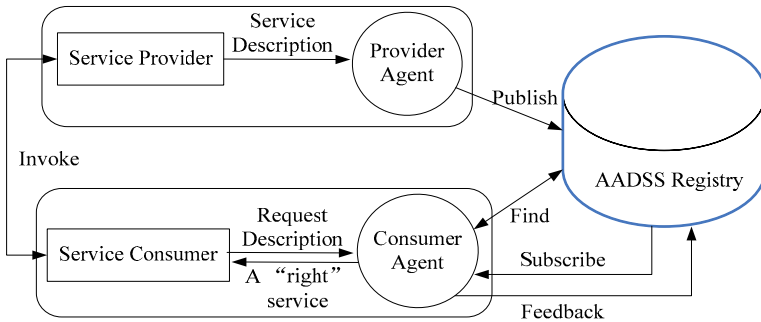 Service
Description
Service Provider
Provider
Agent
Publish
Invoke
AADSS Registry
Request
Description
Find
Service Consumer
Consumer
Agent
A “right”
service
Subscribe
Feedback